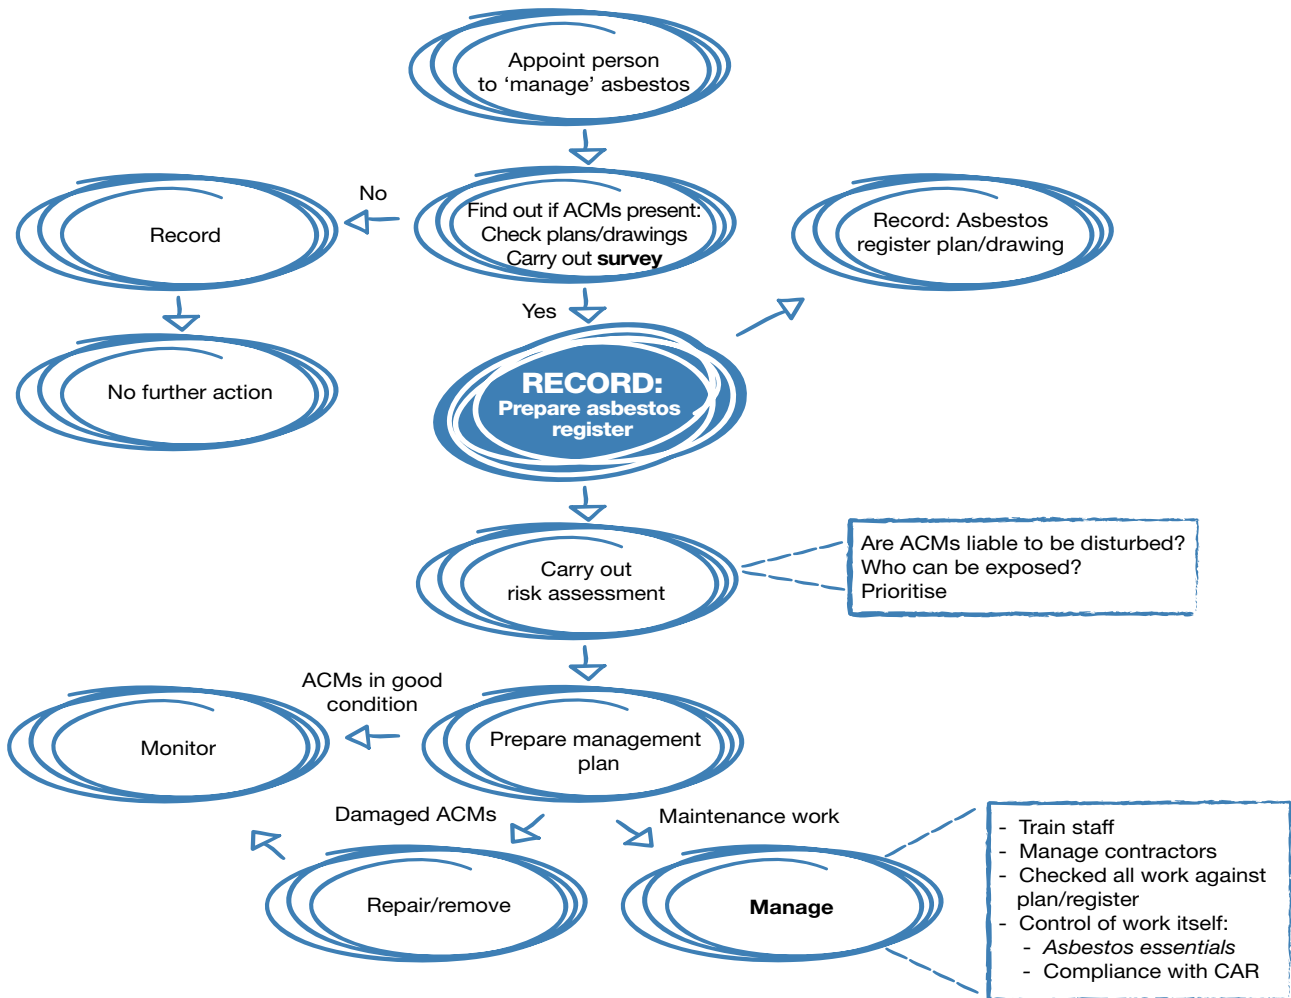 Appoint person
to ‘manage’ asbestos
No
Find out if ACMs present:
Check plans/drawings
Carry out survey
Record
Record: Asbestos
register plan/drawing
Yes
No further action
RECORD:
Prepare asbestos
register
Carry out
risk assessment
Are ACMs liable to be disturbed?
Who can be exposed?
Prioritise
ACMs in good
condition
Monitor
Prepare management
plan
Damaged ACMs
Maintenance work
Repair/remove
Manage
- Train staff
- Manage contractors
- Checked all work against
plan/register
- Control of work itself:
- Asbestos essentials
- Compliance with CAR